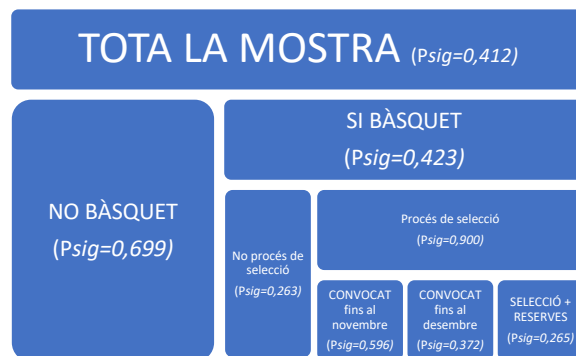 TOTA LA MOSTRA (Psig=0,412)
NO BÀSQUET
(Psig=0,699)
SI BÀSQUET
(Psig=0,423)
No procés de
selecció
(Psig=0,263)
Procés de selecció
(Psig=0,900)
CONVOCAT
fins al
novembre
(Psig=0,596)
CONVOCAT
fins al
desembre
(Psig=0,372)
SELECCIÓ +
RESERVES
(Psig=0,265)